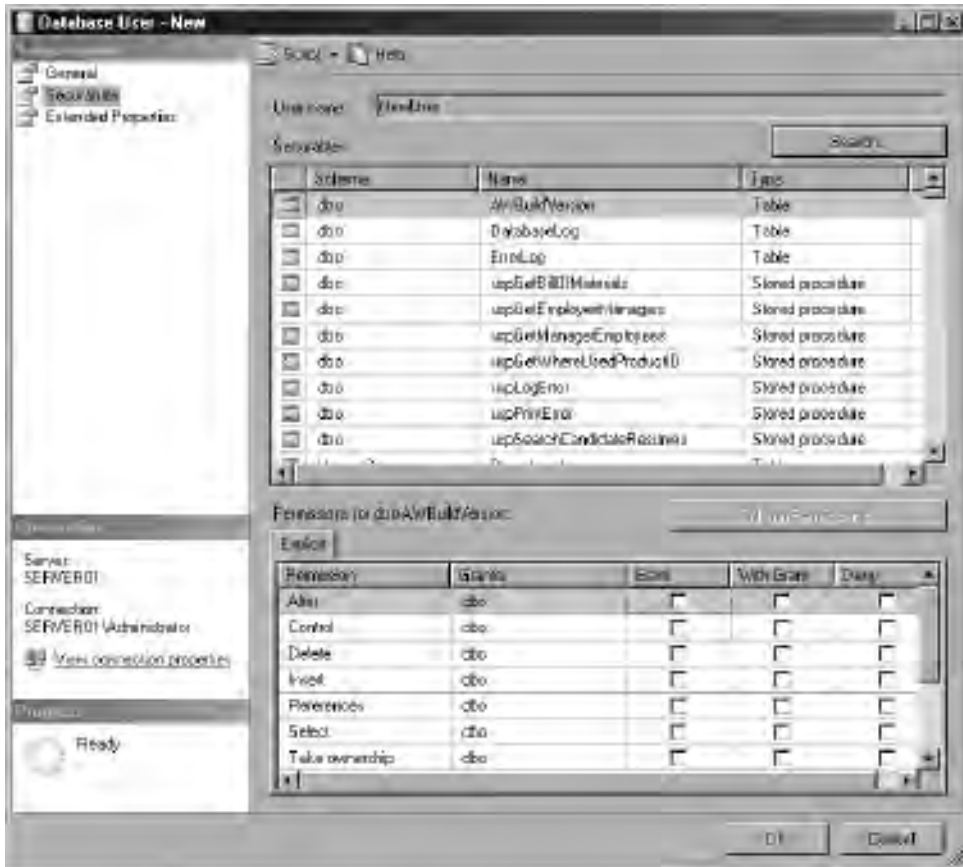 Database User - New
Script Help
General
Securables
Extended Properties
User name:
Securables:
Search...
Schema Name Type
dbo AWBuildVersion Table
dbo DatabaseLog Table
dbo ErrorLog Table
dbo uspGetBillOfMaterials Stored procedure
dbo uspGetEmployeeManagers Stored procedure
dbo uspGetManagerEmployees Stored procedure
dbo uspGetWhereUsedProductID Stored procedure
dbo uspLogError Stored procedure
dbo uspPrintError Stored procedure
dbo uspSearchCandidateResumes Stored procedure
Connection
Server:
SERVER01
Connection:
SERVER01\Administrator
View connection properties
Progress
Ready
Permissions for dbo.AWBuildVersion:
Explicit
Permission Grantor Grant With Grant Deny
Alter dbo
Control dbo
Delete dbo
Insert dbo
References dbo
Select dbo
Take ownership dbo
OK Cancel